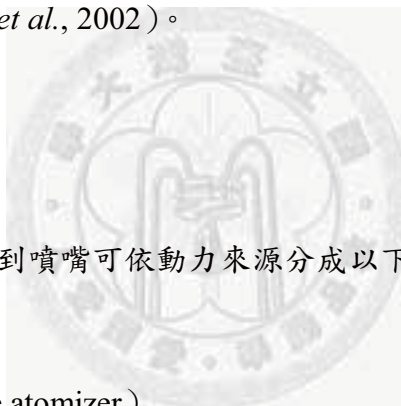 et al., 2002）。
到噴嘴可依動力來源分成以下
atomizer）